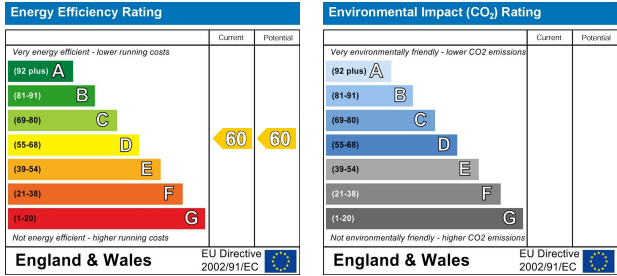 Energy Efficiency Rating
Current Potential
Very energy efficient - lower running costs
(92 plus) A
(81-91) B
(69-80) C
(55-68) D
60 60
(39-54) E
(21-38) F
(1-20) G
Not energy efficient - higher running costs
England & Wales
EU Directive
2002/91/EC
Environmental Impact (CO2) Rating
Current Potential
Very environmentally friendly - lower CO2 emissions
(92 plus) A
(81-91) B
(69-80) C
(55-68) D
(39-54) E
(21-38) F
(1-20) G
Not environmentally friendly - higher CO2 emissions
England & Wales
EU Directive
2002/91/EC